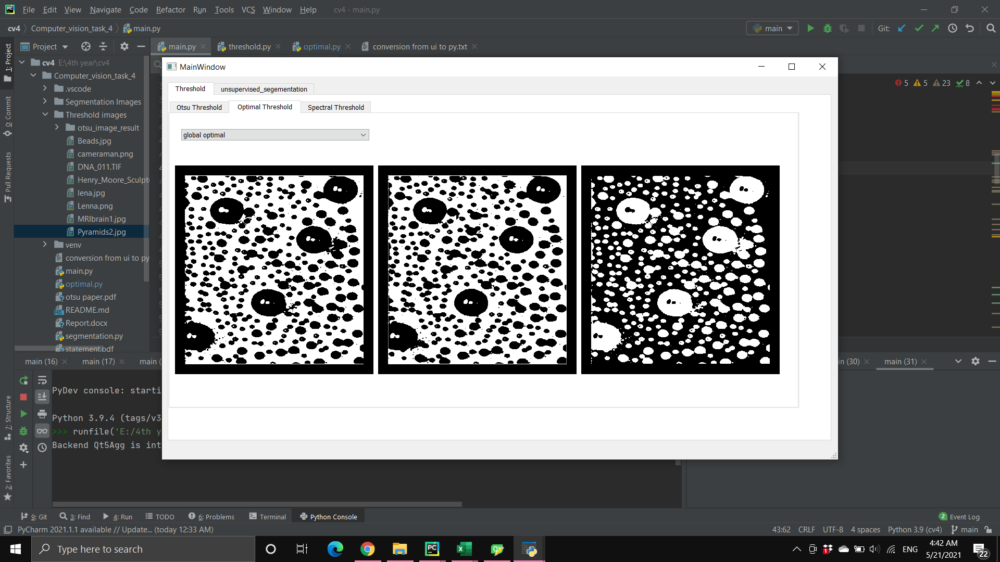 File Edit View Navigate Code Refactor Run Tools VCS Window Help cv4 - main.py
cv4 Computer_vision_task_4 main.py
main Git:
Project
main.py threshold.py optimal.py conversion from ui to py.txt
1: Project
0: Commit
Pull Requests
7: Structure
2: Favorites
cv4 E:\4th year\cv4
Computer_vision_task_4
.vscode
Segmentation Images
Threshold images
otsu_image_result
Beads.jpg
cameraman.png
DNA_011.TIF
Henry_Moore_Sculpt
lena.jpg
Lenna.png
MRIbrain1.jpg
Pyramids2.jpg
venv
conversion from ui to py
main.py
optimal.py
otsu paper.pdf
README.md
Report.docx
segmentation.py
statement.pdf
MainWindow
Threshold unsupervised_segementation
Otsu Threshold Optimal Threshold Spectral Threshold
global optimal
5 5 23 8
main (16) main (17) main ( in (30) main (31)
PyDev console: starti
Python 3.9.4 (tags/v3
>>> runfile('E:/4th y
Backend Qt5Agg is int
9: Git 3: Find 4: Run TODO 6: Problems Terminal Python Console 2 Event Log
PyCharm 2021.1.1 available // Update... (today 12:33 AM) 43:62 CRLF UTF-8 4 spaces Python 3.9 (cv4) main
Type here to search
ENG
4:42 AM
5/21/2021
22